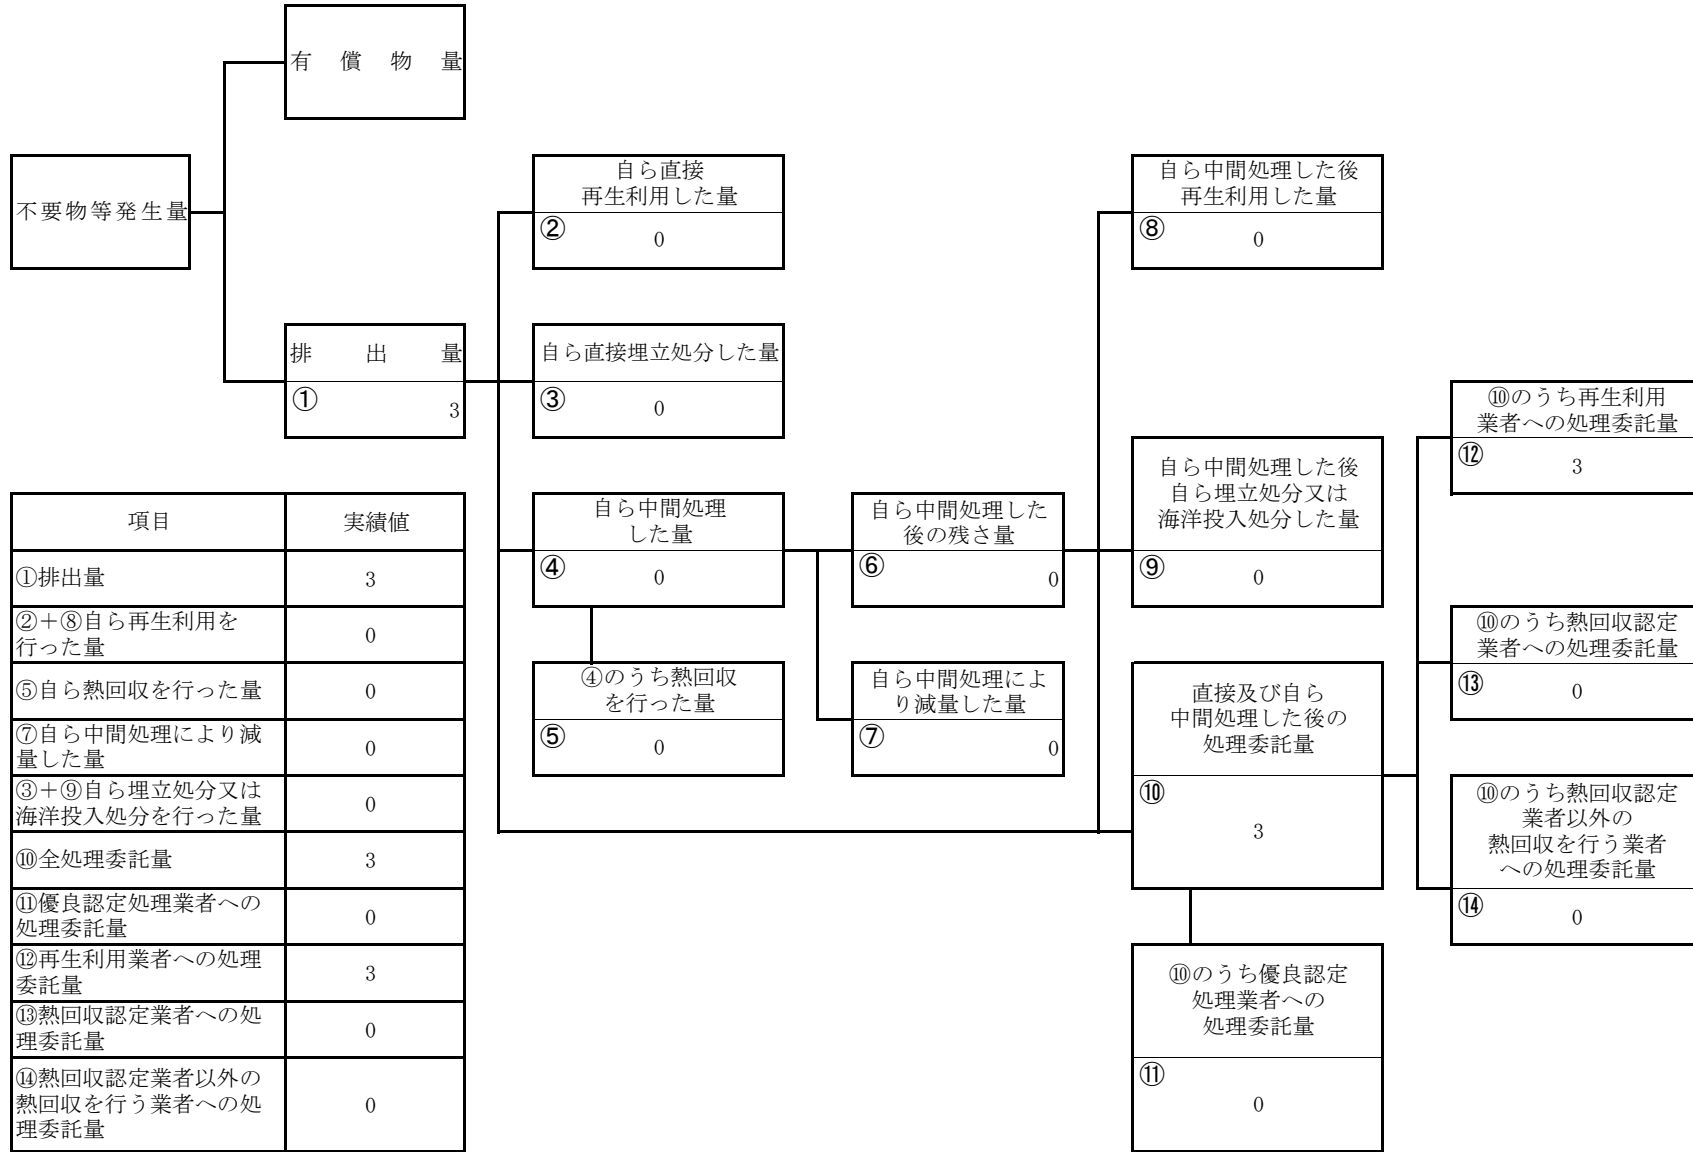 有償物量
不要物等発生量
自ら直接
再生利用した量
②
0
自ら中間処理した後
再生利用した量
⑧
0
排出量
①
3
自ら直接埋立処分した量
③
0
⑩のうち再生利用
業者への処理委託量
⑫
3
自ら中間処理
した量
④
0
自ら中間処理した
後の残さ量
⑥
0
自ら中間処理した後
自ら埋立処分又は
海洋投入処分した量
⑨
0
⑩のうち熱回収認定
業者への処理委託量
⑬
0
④のうち熱回収
を行った量
⑤
0
自ら中間処理によ
り減量した量
⑦
0
直接及び自ら
中間処理した後の
処理委託量
⑩
3
⑩のうち熱回収認定
業者以外の
熱回収を行う業者
への処理委託量
⑭
0
⑩のうち優良認定
処理業者への
処理委託量
⑪
0
項目 実績値
①排出量 3
②＋⑧自ら再生利用を
行った量 0
⑤自ら熱回収を行った量 0
⑦自ら中間処理により減
量した量 0
③＋⑨自ら埋立処分又は
海洋投入処分を行った量 0
⑩全処理委託量 3
⑪優良認定処理業者への
処理委託量 0
⑫再生利用業者への処理
委託量 3
⑬熱回収認定業者への処
理委託量 0
⑭熱回収認定業者以外の
熱回収を行う業者への処
理委託量 0